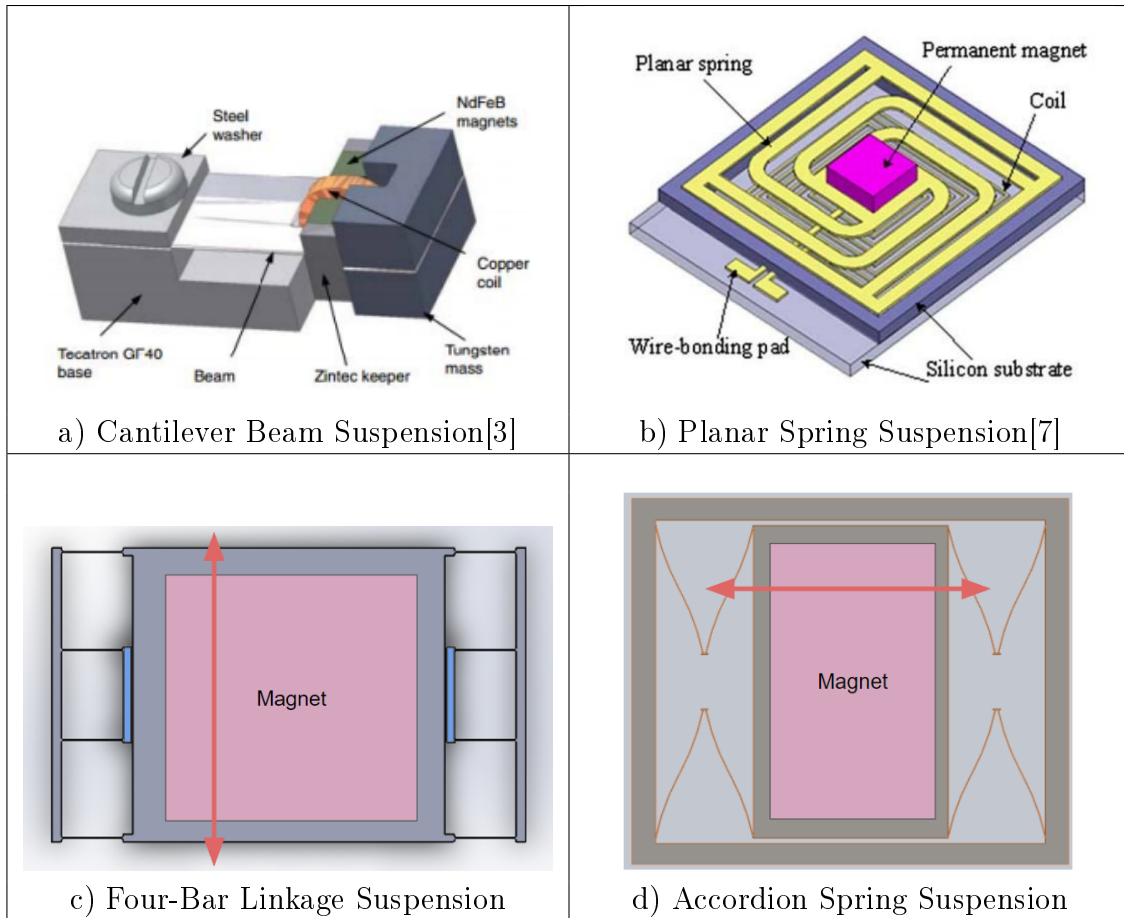 Steel
washer
NdFeB
magnets
Copper
coil
Tecatron GF40
base
Beam
Zintec keeper
Tungsten
mass
a) Cantilever Beam Suspension[3]
Permanent magnet
Planar spring
Coil
Wire-bonding pad
Silicon substrate
b) Planar Spring Suspension[7]
Magnet
c) Four-Bar Linkage Suspension
Magnet
d) Accordion Spring Suspension